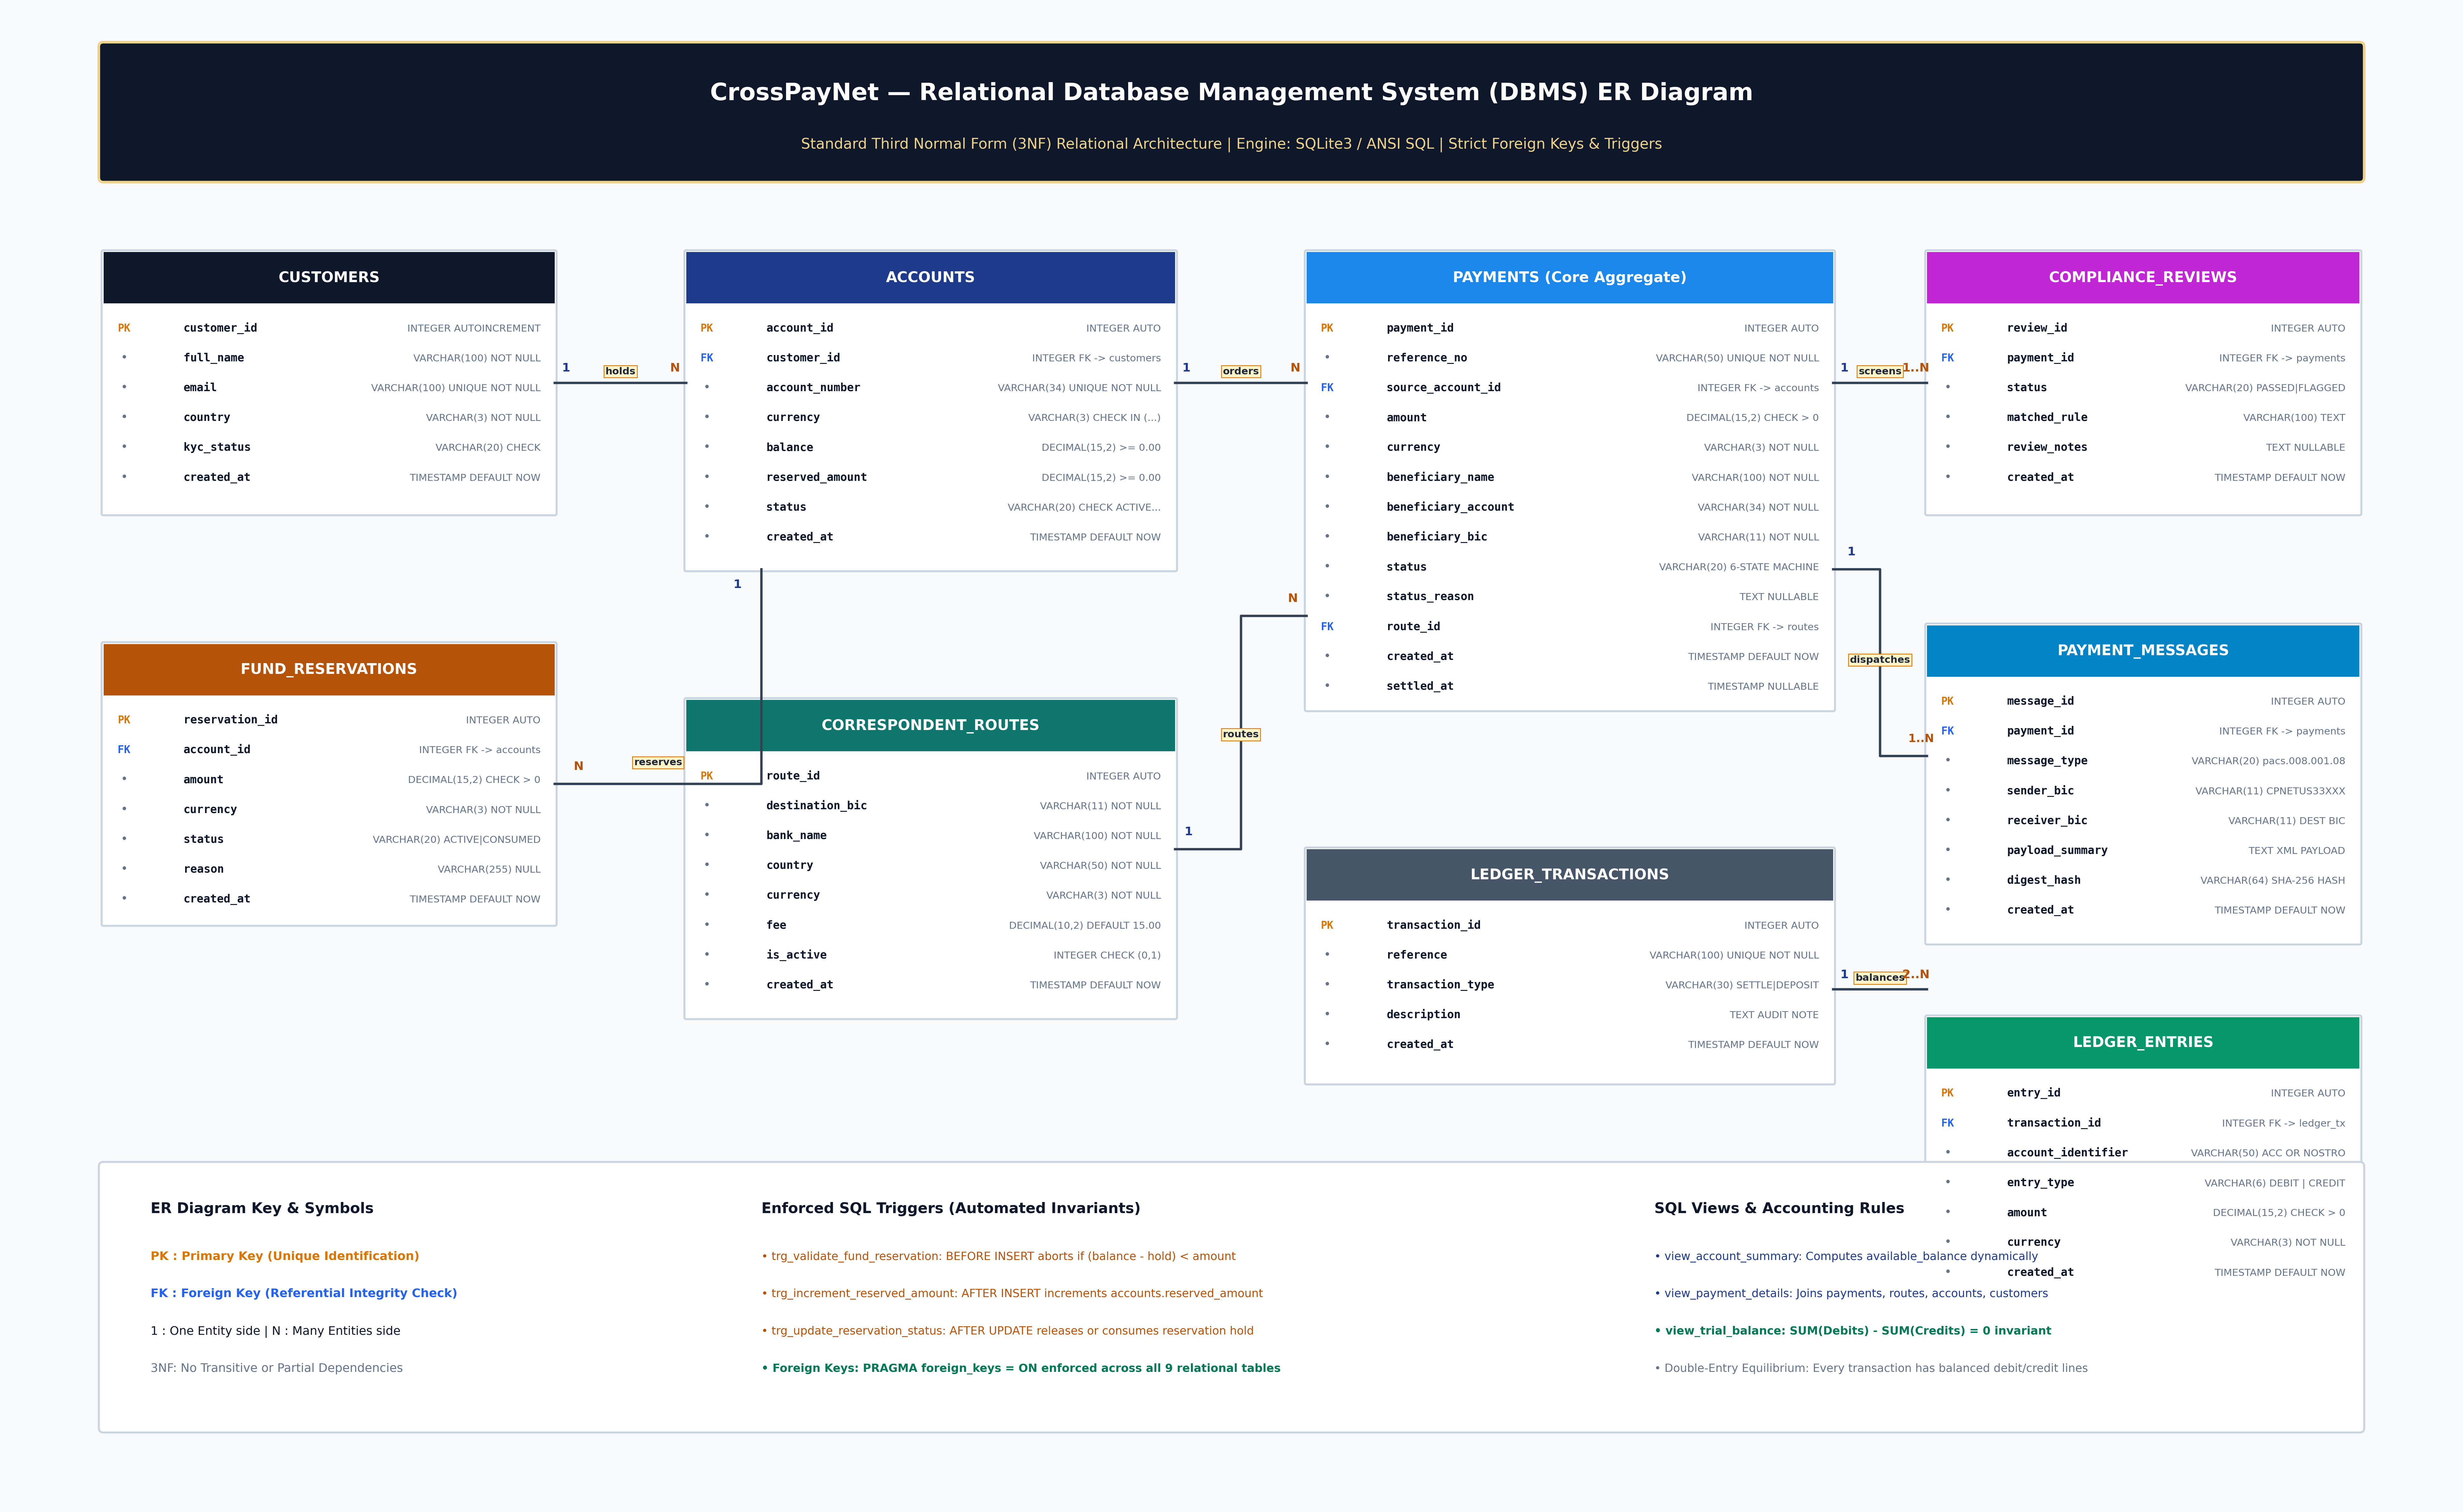 CrossPayNet — Relational Database Management System (DBMS) ER Diagram
Standard Third Normal Form (3NF) Relational Architecture | Engine: SQLite3 / ANSI SQL | Strict Foreign Keys & Triggers
CUSTOMERS
PK customer_id INTEGER AUTOINCREMENT
• full_name VARCHAR(100) NOT NULL
• email VARCHAR(100) UNIQUE NOT NULL
• country VARCHAR(3) NOT NULL
• kyc_status VARCHAR(20) CHECK
• created_at TIMESTAMP DEFAULT NOW
1 holds N
ACCOUNTS
PK account_id INTEGER AUTO
FK customer_id INTEGER FK -> customers
• account_number VARCHAR(34) UNIQUE NOT NULL
• currency VARCHAR(3) CHECK IN (...)
• balance DECIMAL(15,2) >= 0.00
• reserved_amount DECIMAL(15,2) >= 0.00
• status VARCHAR(20) CHECK ACTIVE...
• created_at TIMESTAMP DEFAULT NOW
1 orders N
PAYMENTS (Core Aggregate)
PK payment_id INTEGER AUTO
• reference_no VARCHAR(50) UNIQUE NOT NULL
FK source_account_id INTEGER FK -> accounts
• amount DECIMAL(15,2) CHECK > 0
• currency VARCHAR(3) NOT NULL
• beneficiary_name VARCHAR(100) NOT NULL
• beneficiary_account VARCHAR(34) NOT NULL
• beneficiary_bic VARCHAR(11) NOT NULL
• status VARCHAR(20) 6-STATE MACHINE
• status_reason TEXT NULLABLE
FK route_id INTEGER FK -> routes
• created_at TIMESTAMP DEFAULT NOW
• settled_at TIMESTAMP NULLABLE
1 screens 1..N
COMPLIANCE_REVIEWS
PK review_id INTEGER AUTO
FK payment_id INTEGER FK -> payments
• status VARCHAR(20) PASSED|FLAGGED
• matched_rule VARCHAR(100) TEXT
• review_notes TEXT NULLABLE
• created_at TIMESTAMP DEFAULT NOW
FUND_RESERVATIONS
PK reservation_id INTEGER AUTO
FK account_id INTEGER FK -> accounts
• amount DECIMAL(15,2) CHECK > 0
• currency VARCHAR(3) NOT NULL
• status VARCHAR(20) ACTIVE|CONSUMED
• reason VARCHAR(255) NULL
• created_at TIMESTAMP DEFAULT NOW
1
N reserves
CORRESPONDENT_ROUTES
PK route_id INTEGER AUTO
• destination_bic VARCHAR(11) NOT NULL
• bank_name VARCHAR(100) NOT NULL
• country VARCHAR(50) NOT NULL
• currency VARCHAR(3) NOT NULL
• fee DECIMAL(10,2) DEFAULT 15.00
• is_active INTEGER CHECK (0,1)
• created_at TIMESTAMP DEFAULT NOW
N
routes
1
1
dispatches
1..N
PAYMENT_MESSAGES
PK message_id INTEGER AUTO
FK payment_id INTEGER FK -> payments
• message_type VARCHAR(20) pacs.008.001.08
• sender_bic VARCHAR(11) CPNETUS33XXX
• receiver_bic VARCHAR(11) DEST BIC
• payload_summary TEXT XML PAYLOAD
• digest_hash VARCHAR(64) SHA-256 HASH
• created_at TIMESTAMP DEFAULT NOW
LEDGER_TRANSACTIONS
PK transaction_id INTEGER AUTO
• reference VARCHAR(100) UNIQUE NOT NULL
• transaction_type VARCHAR(30) SETTLE|DEPOSIT
• description TEXT AUDIT NOTE
• created_at TIMESTAMP DEFAULT NOW
1 balances 2..N
LEDGER_ENTRIES
PK entry_id INTEGER AUTO
FK transaction_id INTEGER FK -> ledger_tx
• account_identifier VARCHAR(50) ACC OR NOSTRO
• entry_type VARCHAR(6) DEBIT | CREDIT
• amount DECIMAL(15,2) CHECK > 0
• currency VARCHAR(3) NOT NULL
• created_at TIMESTAMP DEFAULT NOW
ER Diagram Key & Symbols
PK : Primary Key (Unique Identification)
FK : Foreign Key (Referential Integrity Check)
1 : One Entity side | N : Many Entities side
3NF: No Transitive or Partial Dependencies
Enforced SQL Triggers (Automated Invariants)
• trg_validate_fund_reservation: BEFORE INSERT aborts if (balance - hold) < amount
• trg_increment_reserved_amount: AFTER INSERT increments accounts.reserved_amount
• trg_update_reservation_status: AFTER UPDATE releases or consumes reservation hold
• Foreign Keys: PRAGMA foreign_keys = ON enforced across all 9 relational tables
SQL Views & Accounting Rules
• view_account_summary: Computes available_balance dynamically
• view_payment_details: Joins payments, routes, accounts, customers
• view_trial_balance: SUM(Debits) - SUM(Credits) = 0 invariant
• Double-Entry Equilibrium: Every transaction has balanced debit/credit lines